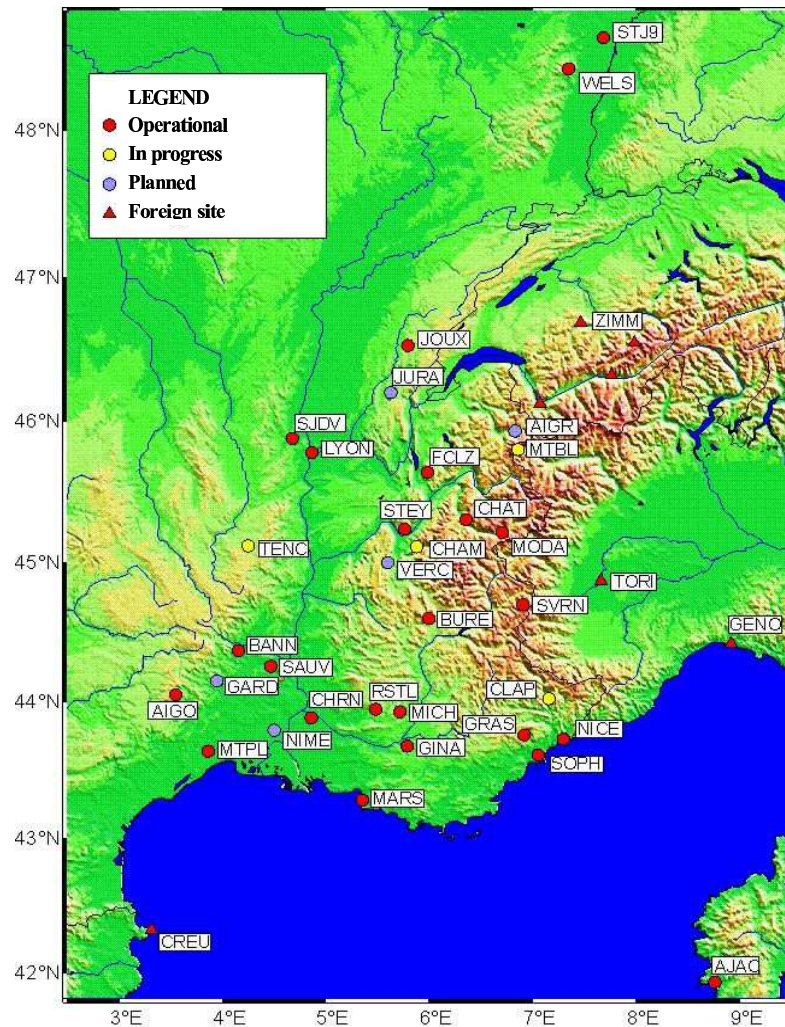 STJ9
WELS
LEGEND
Operational
In progress
Planned
Foreign site
48°N
47°N
ZIMM
JOUX
JURA
46°N
SJDV
AIGR
LYON
MTBL
FCLZ
STEY
CHAT
TENC
CHAM
MODA
45°N
VERC
TORI
SVRN
BURE
GENO
BANN
SAUV
GARD
RSTL
CLAP
44°N
CHRN
AIGO
MICH
GRAS
NICE
NIME
MTPL
GINA
SOPH
MARS
43°N
CREU
AJAC
42°N
3°E 4°E 5°E 6°E 7°E 8°E 9°E